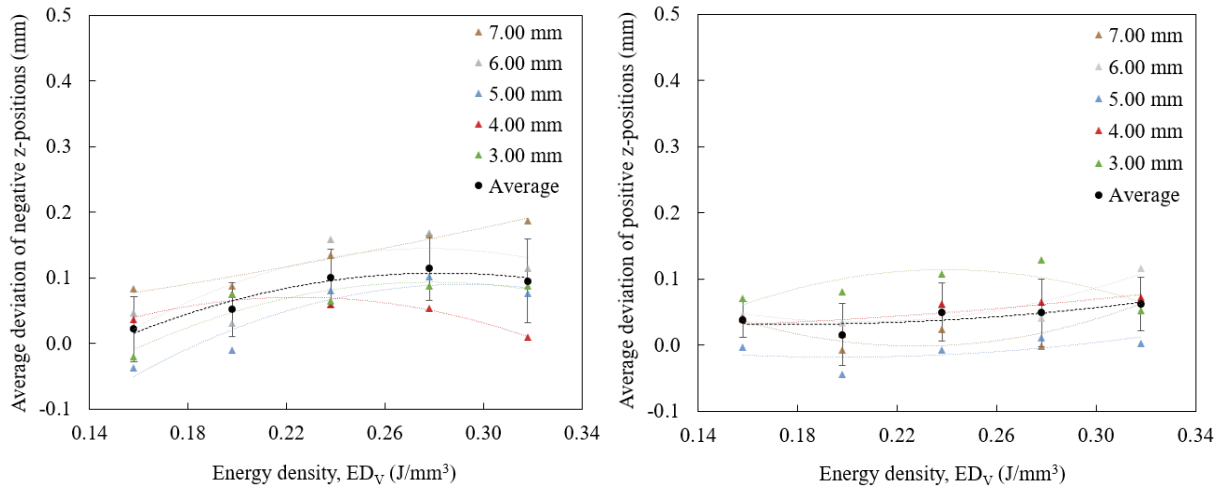 Average deviation of negative z-positions (mm)
0.5
0.4
0.3
0.2
0.1
0.0
-0.1
0.14
0.18
0.22
0.26
0.30
0.34
Energy density, ED_V (J/mm³)
7.00 mm
6.00 mm
5.00 mm
4.00 mm
3.00 mm
Average
Average deviation of positive z-positions (mm)
0.5
0.4
0.3
0.2
0.1
0.0
-0.1
0.14
0.18
0.22
0.26
0.30
0.34
Energy density, ED_V (J/mm³)
7.00 mm
6.00 mm
5.00 mm
4.00 mm
3.00 mm
Average